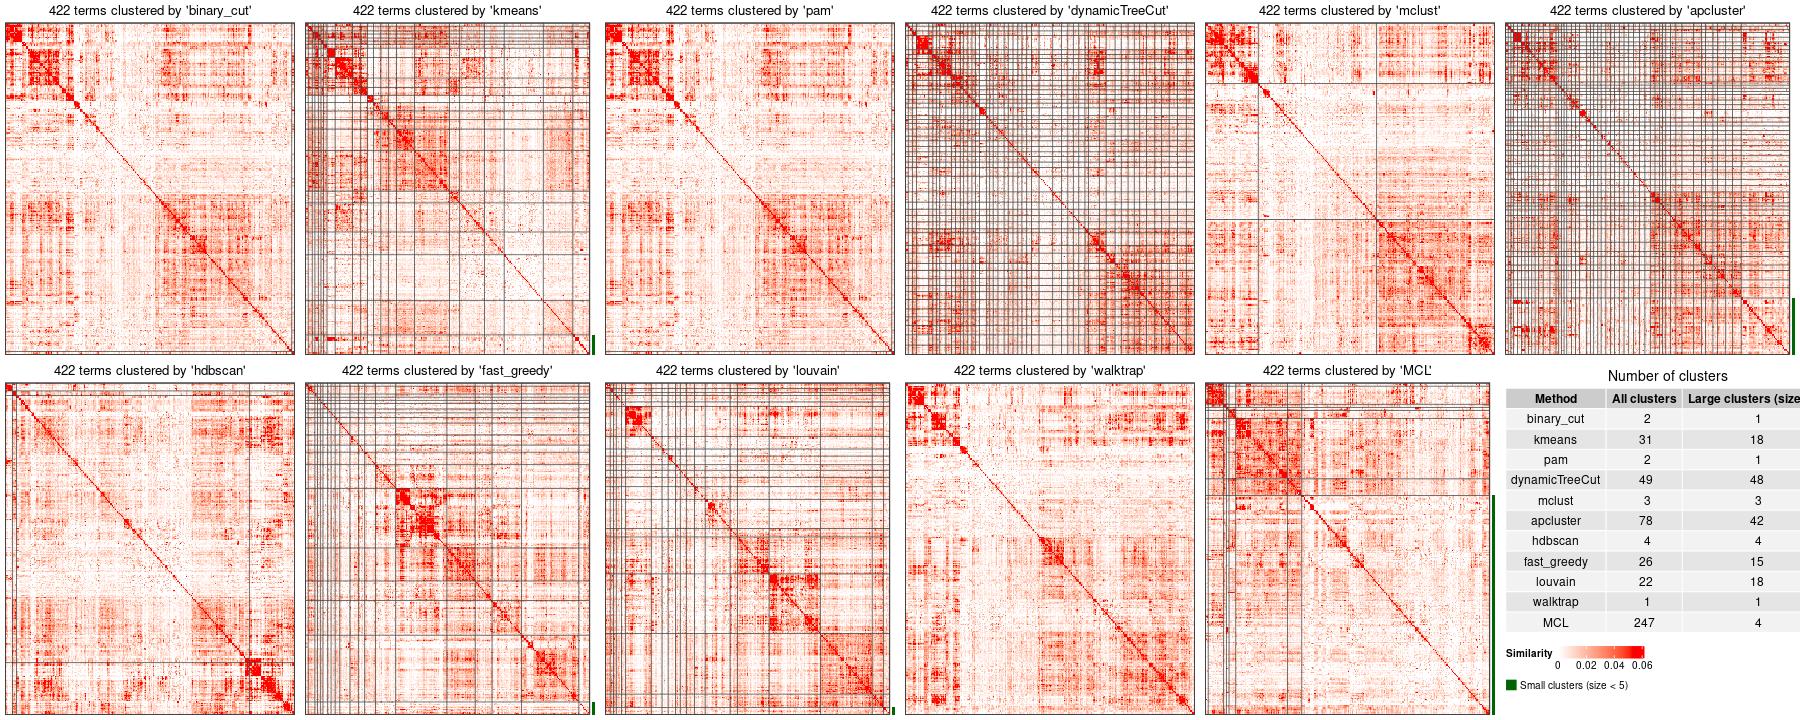 422 terms clustered by 'binary_cut'
422 terms clustered by 'kmeans'
422 terms clustered by 'pam'
422 terms clustered by 'dynamicTreeCut'
422 terms clustered by 'mclust'
422 terms clustered by 'apcluster'
422 terms clustered by 'hdbscan'
422 terms clustered by 'fast_greedy'
422 terms clustered by 'louvain'
422 terms clustered by 'walktrap'
422 terms clustered by 'MCL'
Number of clusters
Method All clusters Large clusters (size
binary_cut 2 1
kmeans 31 18
pam 2 1
dynamicTreeCut 49 48
mclust 3 3
apcluster 78 42
hdbscan 4 4
fast_greedy 26 15
louvain 22 18
walktrap 1 1
MCL 247 4
Similarity
0 0.02 0.04 0.06
Small clusters (size < 5)